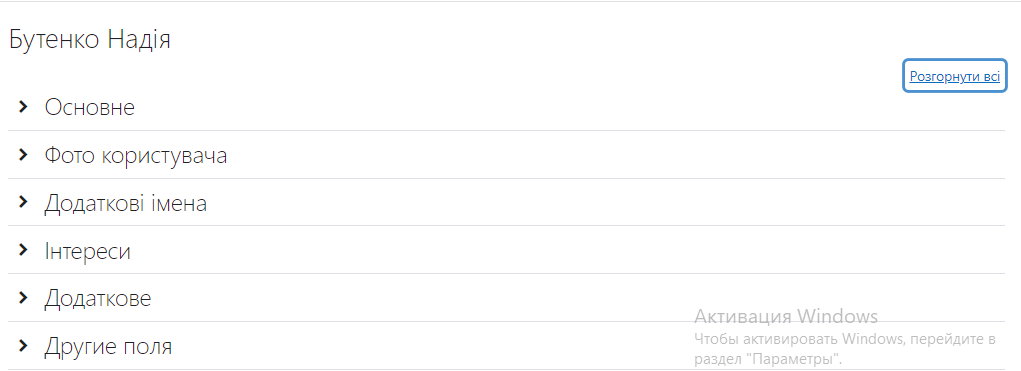 Бутенко Надія
Розгорнути всі
Основне
Фото користувача
Додаткові імена
Інтереси
Додаткове
Другие поля
Активация Windows
Чтобы активировать Windows, перейдите в
раздел "Параметры".